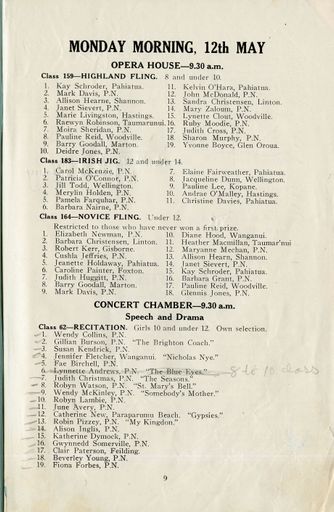 MONDAY MORNING, 12th MAY
OPERA HOUSE—9.30 a.m.
Class 159—HIGHLAND FLING. 8 and under 10.
1. Kay Schroder, Pahiatua.
2. Mark Davis, P.N.
3. Allison Hearne, Shannon.
4. Janet Sievert, P.N.
5. Marie Livingston, Hastings.
6. Raewyn Robinson, Taumarunui.
7. Moira Sheridan, P.N.
8. Pauline Reid, Woodville.
9. Barry Goodall, Marton.
10. Deidre Jones, P.N.
11. Kelvin O'Hara, Pahiatua.
12. John McDonald, P.N.
13. Sandra Christensen, Linton.
14. Mary Zaloum, P.N.
15. Lynette Clout, Woodville.
16. Ruby Moodie, P.N.
17. Judith Cross, P.N.
18. Sharon Murphy, P.N.
19. Yvonne Boyce, Glen Oroua.
Class 183—IRISH JIG. 12 and under 14.
1. Carol McKenzie, P.N.
2. Patricia O'Connor, P.N.
3. Jill Todd, Wellington.
4. Merylin Holden, P.N.
5. Pamela Farquhar, P.N.
6. Barbara Nairne, P.N.
7. Elaine Fairweather, Pahiatua.
8. Jacqueline Dunn, Wellington.
9. Pauline Lee, Kopane.
10. Andrae O'Malley, Hastings.
11. Christine Davies, Pahiatua.
Class 164—NOVICE FLING. Under 12.
Restricted to those who have never won a first prize.
1. Elizabeth Newman, P.N.
2. Barbara Christensen, Linton.
3. Robert Kerr, Gisborne.
4. Cushla Jeffries, P.N.
5. Jeanette Holdaway, Pahiatua.
6. Caroline Painter, Foxton.
7. Judith Huggitt, P.N.
8. Barry Goodall, Marton.
9. Mark Davis, P.N.
10. Diane Hood, Wanganui.
11. Heather Macmillan, Taumar'nui
12. Maryanne Mechan, P.N.
13. Allison Hearn, Shannon.
14. Janet Sievert, P.N.
15. Kay Schroder, Pahiatua.
16. Barbara Grant, P.N.
17. Pauline Reid, Woodville.
18. Glennis Jones, P.N.
CONCERT CHAMBER—9.30 a.m.
Speech and Drama
Class 62—RECITATION. Girls 10 and under 12. Own selection.
1. Wendy Collins, P.N.
2. Gillian Burson, P.N. "The Brighton Coach."
3. Susan Kendrick, P.N.
4. Jennifer Fletcher, Wanganui. "Nicholas Nye."
5. Fae Birchell, P.N.
6. Lynnette Andrews, P.N. "The Blue Eyes." 8 to 10 class
7. Judith Christmas, P.N. "The Seasons."
8. Robyn Watson, P.N. "St. Mary's Bell."
9. Wendy McKinley, P.N. "Somebody's Mother."
10. Robyn Lambie, P.N.
11. June Avery, P.N.
12. Catherine New, Paraparumu Beach. "Gypsies."
13. Robin Pizzey, P.N. "My Kingdon."
14. Alison Inglis, P.N.
15. Katherine Dymock, P.N.
16. Gwynnedd Somerville, P.N.
17. Clair Paterson, Feilding.
18. Beverley Young, P.N.
19. Fiona Forbes, P.N.
9